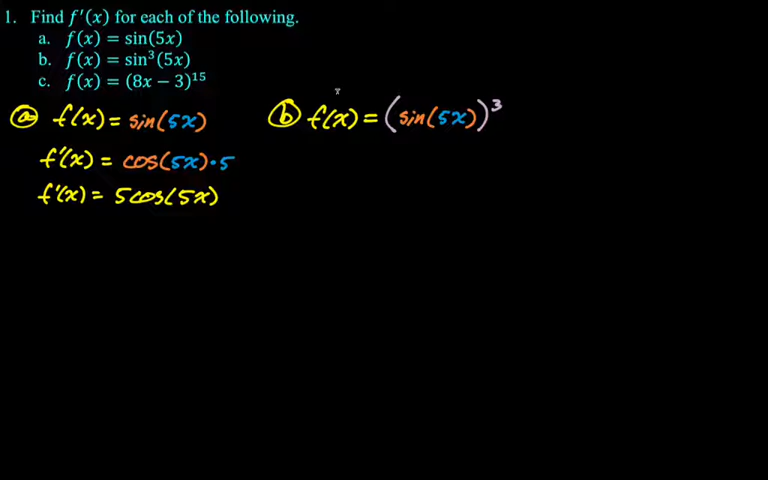 1. Find f′(x) for each of the following.
a. f(x) = sin(5x)
b. f(x) = sin³(5x)
c. f(x) = (8x − 3)¹⁵
ⓐ f(x) = sin(5x)
f'(x) = cos(5x)·5
f'(x) = 5cos(5x)
ⓑ f(x) = (sin(5x))³